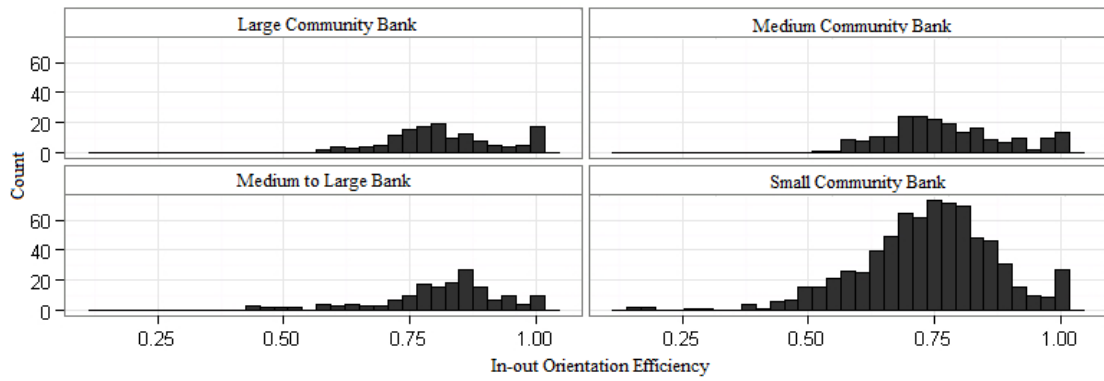 Large Community Bank
Medium Community Bank
60
40
20
0
Medium to Large Bank
Small Community Bank
Count
60
40
20
0
0.25 0.50 0.75 1.00 0.25 0.50 0.75 1.00
In-out Orientation Efficiency